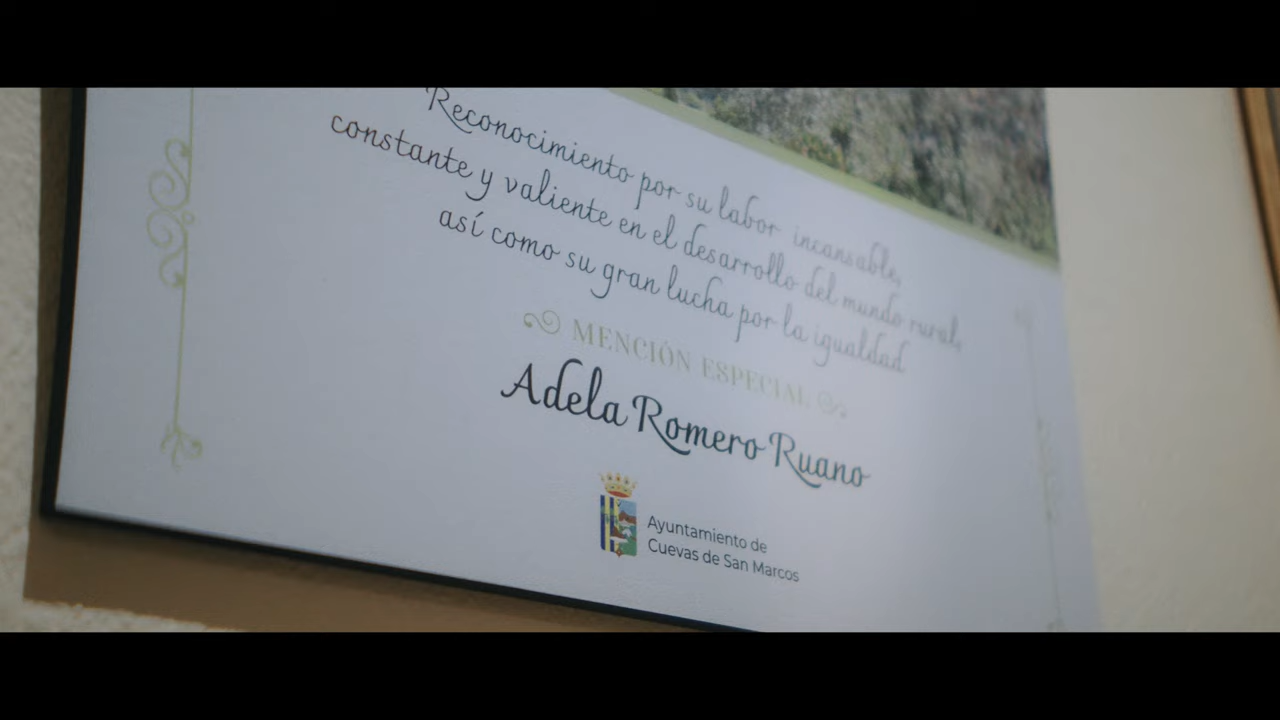 Reconocimiento por su labor incansable,
constante y valiente en el desarrollo del mundo rural,
así como su gran lucha por la igualdad
MENCIÓN ESPECIAL
Adela Romero Ruano
Ayuntamiento de
Cuevas de San Marcos